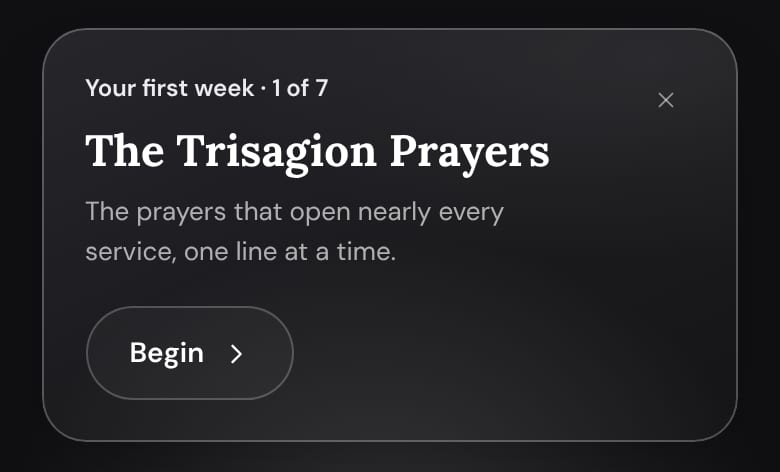 Your first week · 1 of 7
The Trisagion Prayers
The prayers that open nearly every
service, one line at a time.
Begin